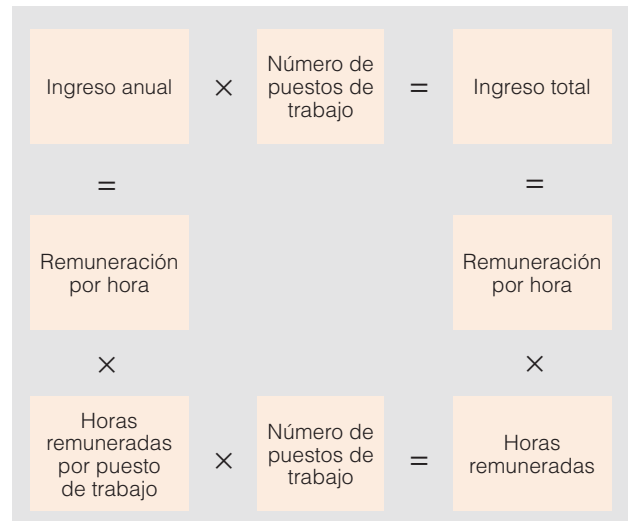 Ingreso anual
×
Número de
puestos de
trabajo
=
Ingreso total
=
=
Remuneración
por hora
Remuneración
por hora
×
×
Horas
remuneradas
por puesto
de trabajo
×
Número de
puestos de
trabajo
=
Horas
remuneradas